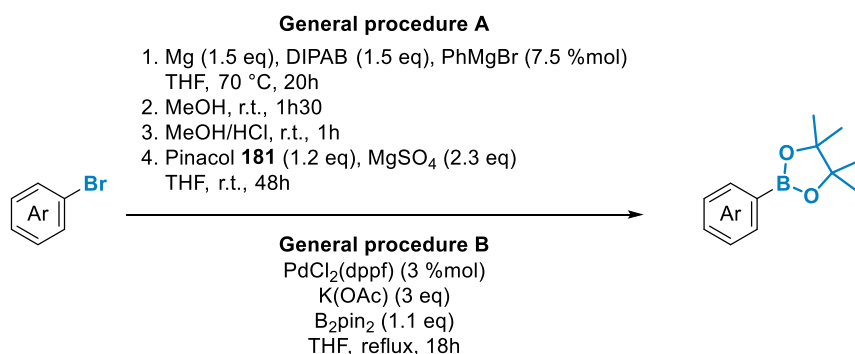 General procedure A
1. Mg (1.5 eq), DIPAB (1.5 eq), PhMgBr (7.5 %mol)
THF, 70 °C, 20h
2. MeOH, r.t., 1h30
3. MeOH/HCl, r.t., 1h
4. Pinacol 181 (1.2 eq), MgSO4 (2.3 eq)
THF, r.t., 48h
Br
Ar
O
B
O
Ar
General procedure B
PdCl2(dppf) (3 %mol)
K(OAc) (3 eq)
B2pin2 (1.1 eq)
THF, reflux, 18h